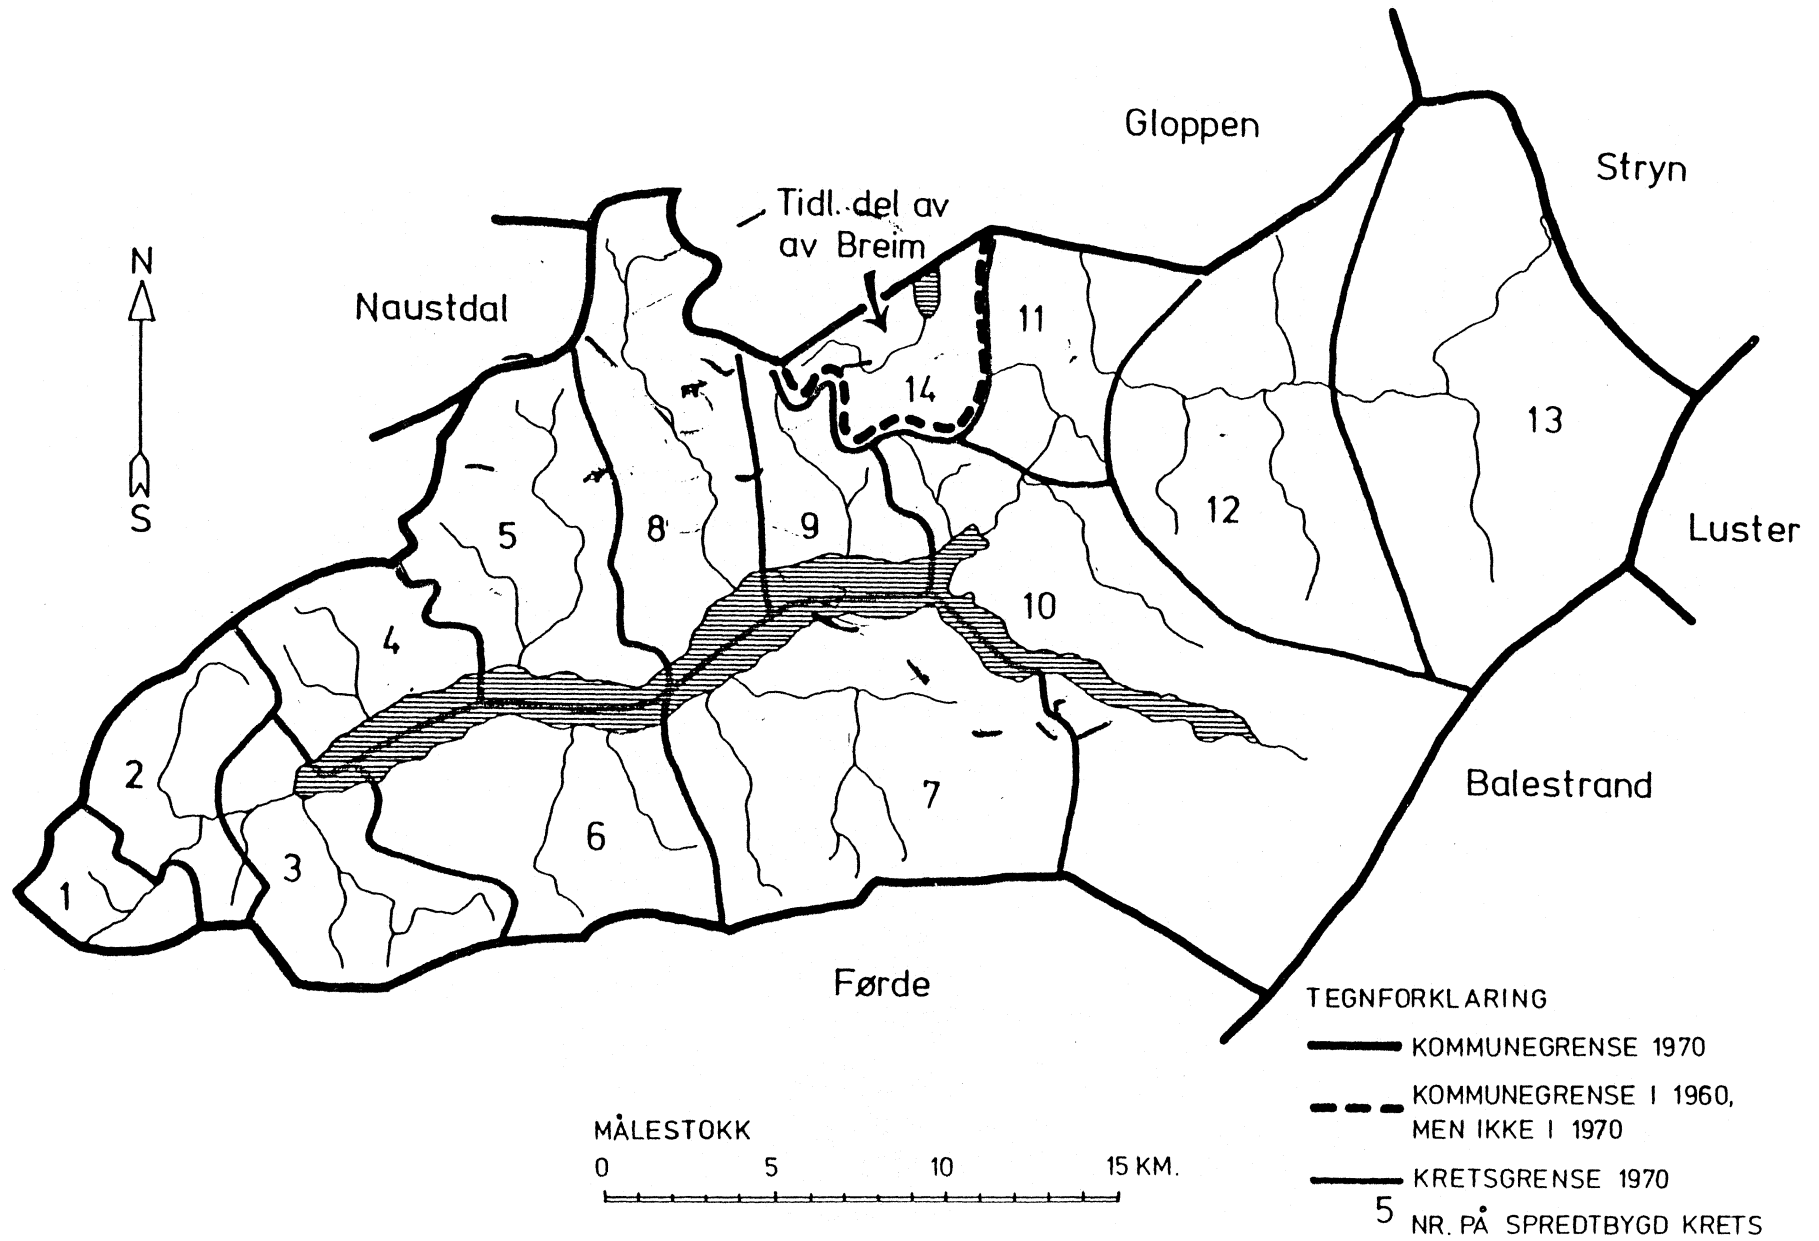 Gloppen
Stryn
Tidl. del av
av Breim
N
Naustdal
11
14
13
S
5
8
9
12
Luster
10
4
2
7
Balestrand
6
3
1
Førde
TEGNFORKLARING
KOMMUNEGRENSE 1970
KOMMUNEGRENSE I 1960,
MEN IKKE I 1970
KRETSGRENSE 1970
5 NR. PÅ SPREDTBYGD KRETS
MÅLESTOKK
0 5 10 15 KM.